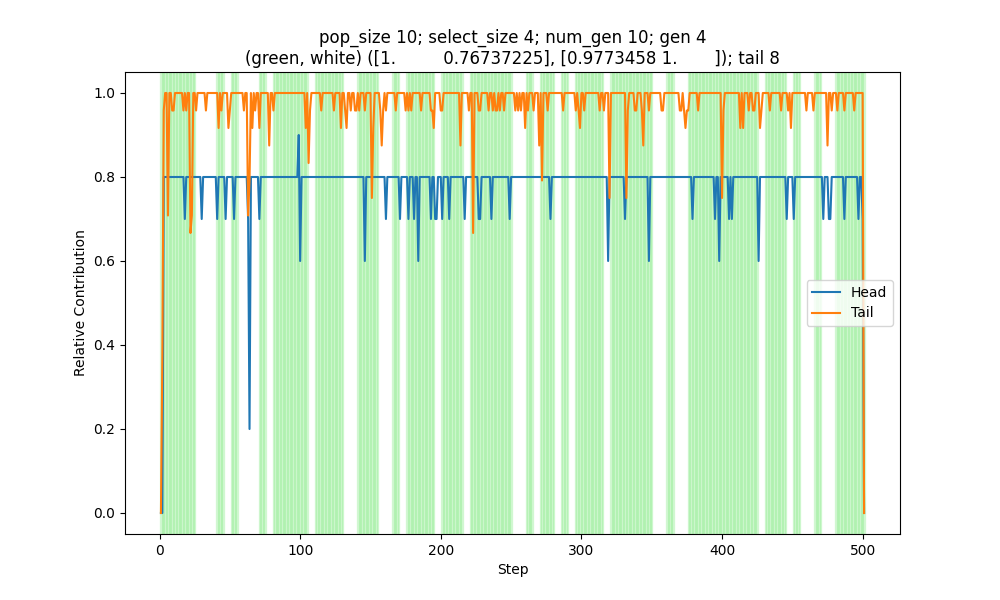 pop_size 10; select_size 4; num_gen 10; gen 4
(green, white) ([1.          0.76737225], [0.9773458 1.        ]); tail 8
1.0
0.8
0.6
0.4
0.2
0.0
Relative Contribution
Head
Tail
0
100
200
300
400
500
Step